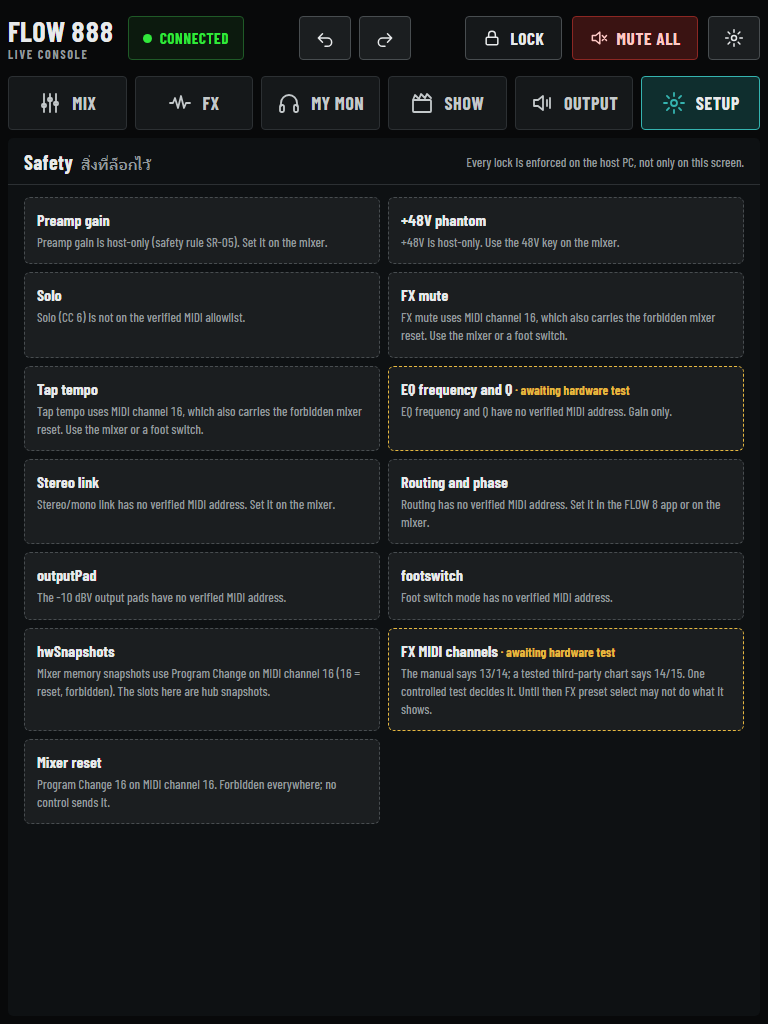 FLOW 888
LIVE CONSOLE
CONNECTED
LOCK
MUTE ALL
MIX
FX
MY MON
SHOW
OUTPUT
SETUP
Safety สิ่งที่ล็อกไว้
Every lock is enforced on the host PC, not only on this screen.
Preamp gain
Preamp gain is host-only (safety rule SR-05). Set it on the mixer.
+48V phantom
+48V is host-only. Use the 48V key on the mixer.
Solo
Solo (CC 6) is not on the verified MIDI allowlist.
FX mute
FX mute uses MIDI channel 16, which also carries the forbidden mixer
reset. Use the mixer or a foot switch.
Tap tempo
Tap tempo uses MIDI channel 16, which also carries the forbidden mixer
reset. Use the mixer or a foot switch.
EQ frequency and Q · awaiting hardware test
EQ frequency and Q have no verified MIDI address. Gain only.
Stereo link
Stereo/mono link has no verified MIDI address. Set it on the mixer.
Routing and phase
Routing has no verified MIDI address. Set it in the FLOW 8 app or on the
mixer.
outputPad
The -10 dBV output pads have no verified MIDI address.
footswitch
Foot switch mode has no verified MIDI address.
hwSnapshots
Mixer memory snapshots use Program Change on MIDI channel 16 (16 =
reset, forbidden). The slots here are hub snapshots.
FX MIDI channels · awaiting hardware test
The manual says 13/14; a tested third-party chart says 14/15. One
controlled test decides it. Until then FX preset select may not do what it
shows.
Mixer reset
Program Change 16 on MIDI channel 16. Forbidden everywhere; no
control sends it.